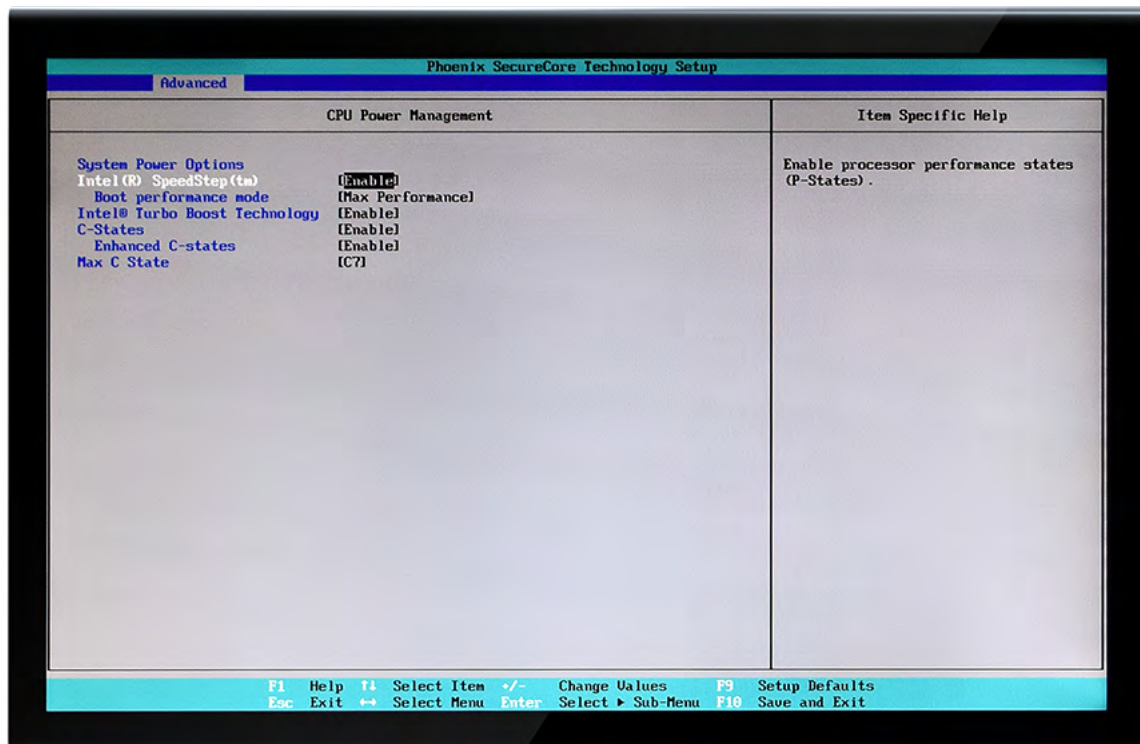 Phoenix SecureCore Technology Setup
Advanced
CPU Power Management
Item Specific Help
System Power Options
Intel(R) SpeedStep(tm) [Enable]
Boot performance mode [Max Performance]
Intel® Turbo Boost Technology [Enable]
C-States [Enable]
Enhanced C-states [Enable]
Max C State [C7]
Enable processor performance states
(P-States).
F1 Help ↑↓ Select Item +/- Change Values F9 Setup Defaults
Esc Exit ↔ Select Menu Enter Select ▶ Sub-Menu F10 Save and Exit